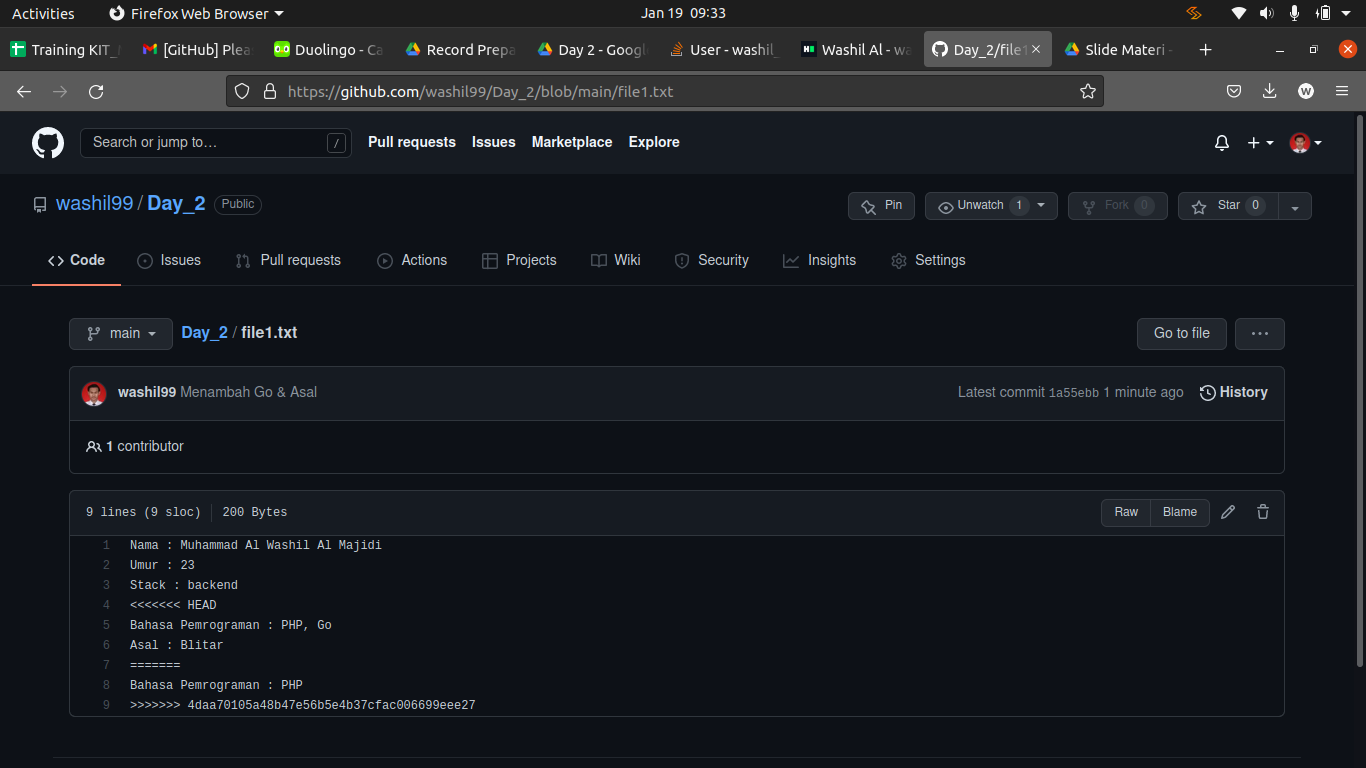 Activities Firefox Web Browser Jan 19 09:33
Training KIT_ [GitHub] Plea Duolingo - Ca Record Prepa Day 2 - Googl User - washil_ Washil Al - wa Day_2/file1 Slide Materi -
https://github.com/washil99/Day_2/blob/main/file1.txt W
Search or jump to… / Pull requests Issues Marketplace Explore
washil99 / Day_2 Public Pin Unwatch 1 Fork 0 Star 0
Code Issues Pull requests Actions Projects Wiki Security Insights Settings
main Day_2 / file1.txt Go to file
washil99 Menambah Go & Asal Latest commit 1a55ebb 1 minute ago History
1 contributor
9 lines (9 sloc) 200 Bytes Raw Blame
1 Nama : Muhammad Al Washil Al Majidi
2 Umur : 23
3 Stack : backend
4 <<<<<<< HEAD
5 Bahasa Pemrograman : PHP, Go
6 Asal : Blitar
7 =======
8 Bahasa Pemrograman : PHP
9 >>>>>>> 4daa70105a48b47e56b5e4b37cfac006699eee27